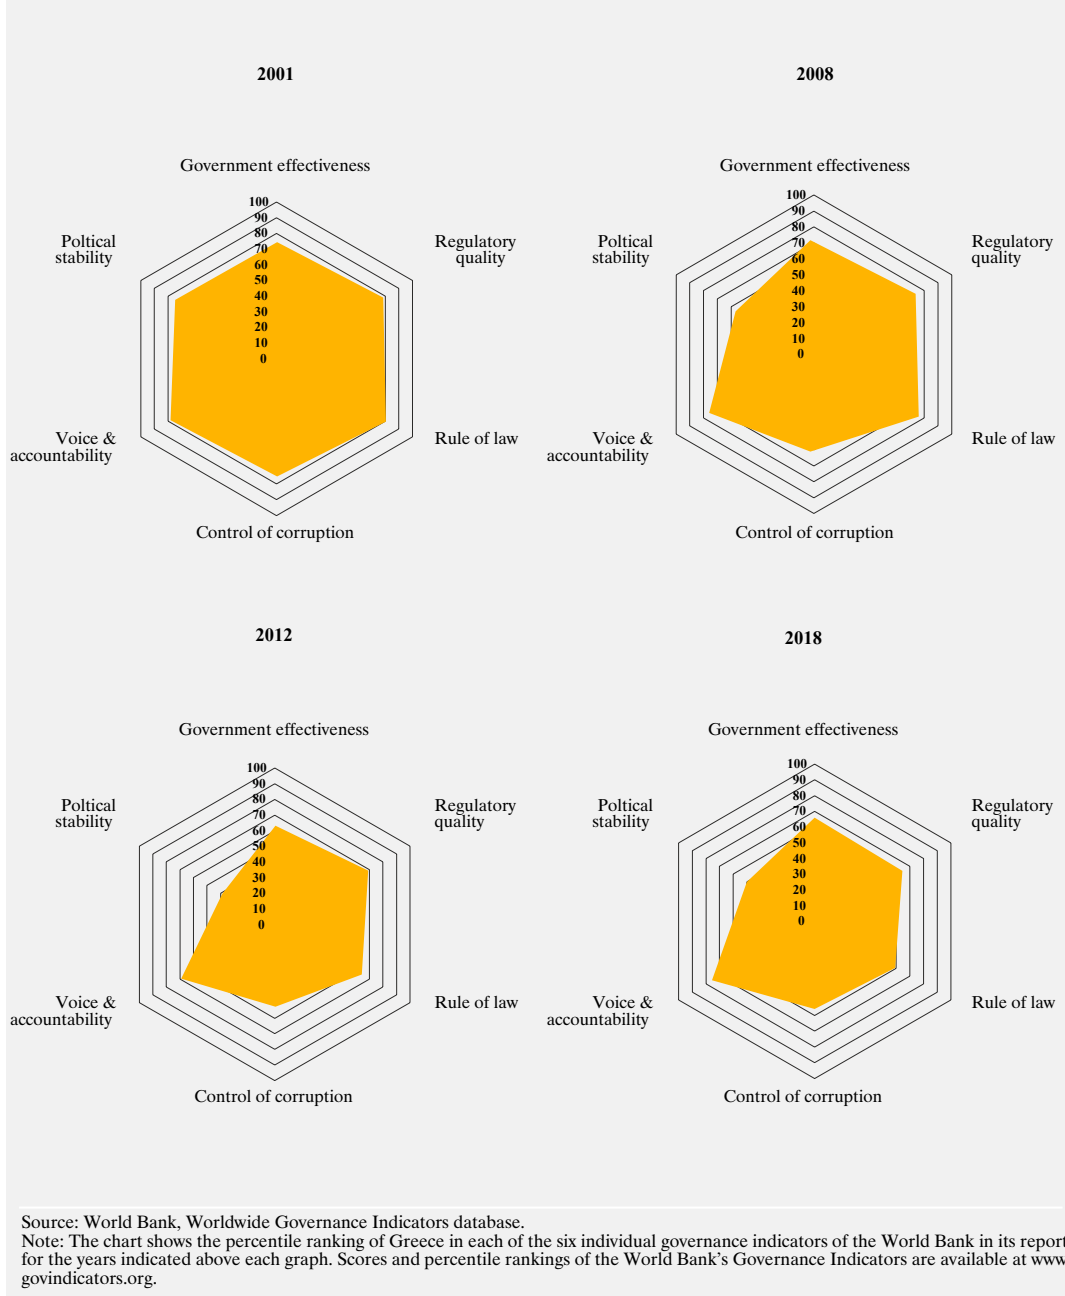 2001
Government effectiveness
100
90
80
70
60
50
40
30
20
10
0
Poltical
stability
Regulatory
quality
Voice &
accountability
Rule of law
Control of corruption
2008
Government effectiveness
100
90
80
70
60
50
40
30
20
10
0
Poltical
stability
Regulatory
quality
Voice &
accountability
Rule of law
Control of corruption
2012
Government effectiveness
100
90
80
70
60
50
40
30
20
10
0
Poltical
stability
Regulatory
quality
Voice &
accountability
Rule of law
Control of corruption
2018
Government effectiveness
100
90
80
70
60
50
40
30
20
10
0
Poltical
stability
Regulatory
quality
Voice &
accountability
Rule of law
Control of corruption
Source: World Bank, Worldwide Governance Indicators database.
Note: The chart shows the percentile ranking of Greece in each of the six individual governance indicators of the World Bank in its report
for the years indicated above each graph. Scores and percentile rankings of the World Bank’s Governance Indicators are available at www
govindicators.org.